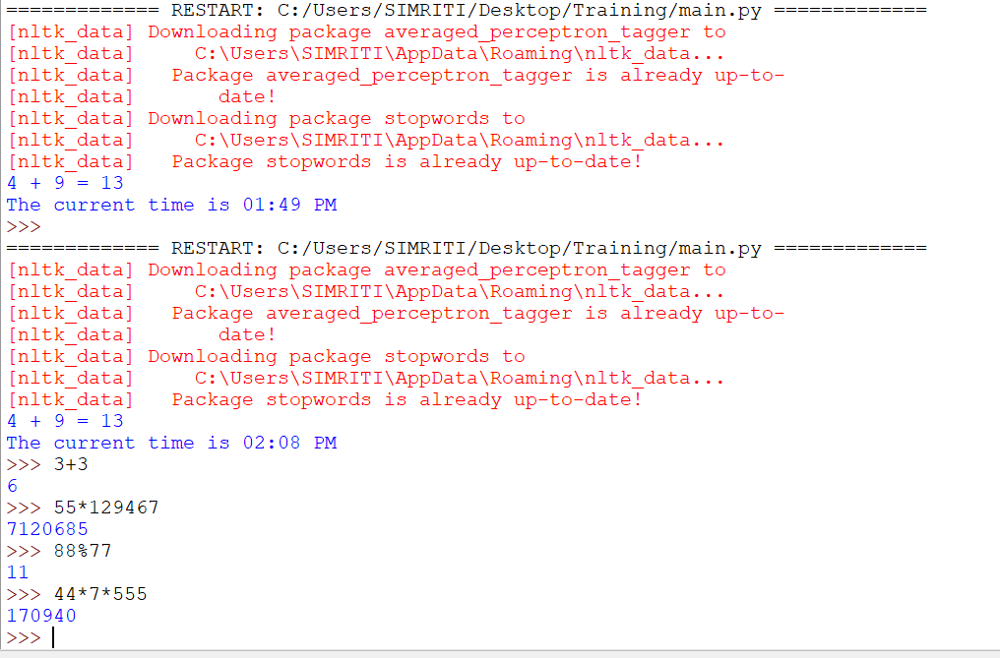 ============= RESTART: C:/Users/SIMRITI/Desktop/Training/main.py =============
[nltk_data] Downloading package averaged_perceptron_tagger to
[nltk_data]     C:\Users\SIMRITI\AppData\Roaming\nltk_data...
[nltk_data]   Package averaged_perceptron_tagger is already up-to-
[nltk_data]       date!
[nltk_data] Downloading package stopwords to
[nltk_data]     C:\Users\SIMRITI\AppData\Roaming\nltk_data...
[nltk_data]   Package stopwords is already up-to-date!
4 + 9 = 13
The current time is 01:49 PM
>>>
============= RESTART: C:/Users/SIMRITI/Desktop/Training/main.py =============
[nltk_data] Downloading package averaged_perceptron_tagger to
[nltk_data]     C:\Users\SIMRITI\AppData\Roaming\nltk_data...
[nltk_data]   Package averaged_perceptron_tagger is already up-to-
[nltk_data]       date!
[nltk_data] Downloading package stopwords to
[nltk_data]     C:\Users\SIMRITI\AppData\Roaming\nltk_data...
[nltk_data]   Package stopwords is already up-to-date!
4 + 9 = 13
The current time is 02:08 PM
>>> 3+3
6
>>> 55*129467
7120685
>>> 88%77
11
>>> 44*7*555
170940
>>>